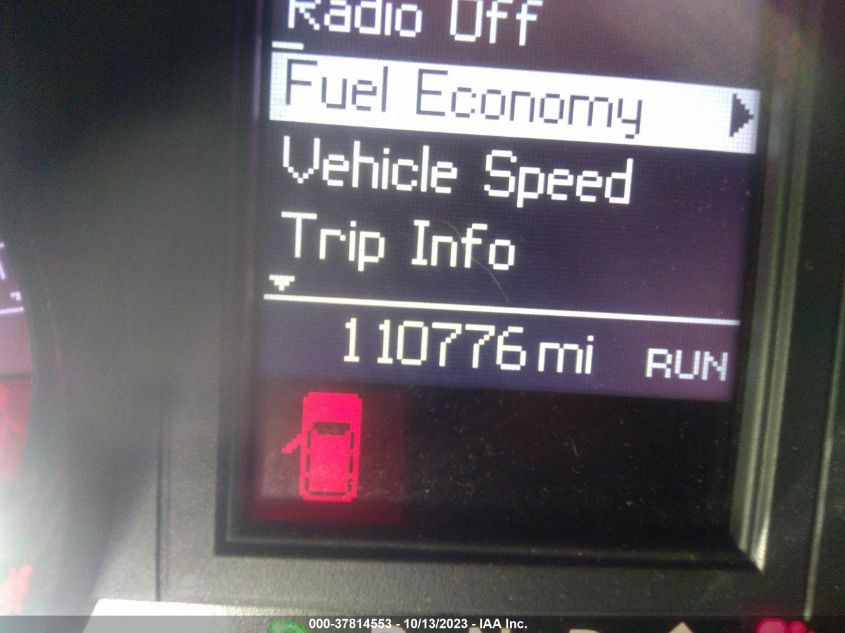 Radio Off
Fuel Economy
Vehicle Speed
Trip Info
110776 mi RUN
000-37814553 - 10/13/2023 - IAA Inc.